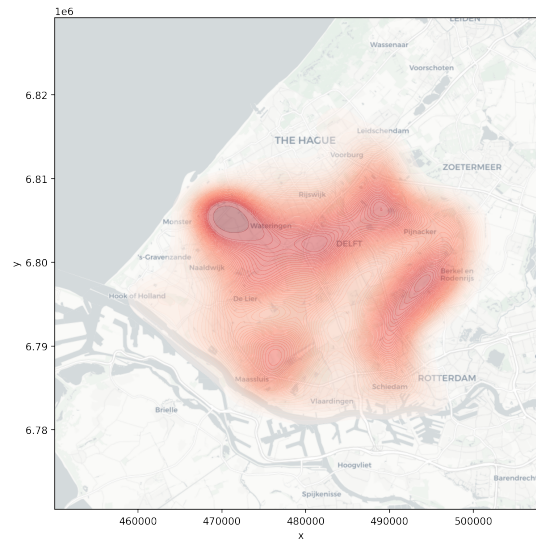 1e6
LEIDEN
Wassenaar
Voorschoten
6.82
Leidschendam
THE HAGUE
Voorburg
ZOETERMEER
6.81
Rijswijk
Monster
Wateringen
Pijnacker
DELFT
's-Gravenzande
6.80
y
Naaldwijk
Berkel en
Rodenrijs
Hook of Holland
De Lier
6.79
Maassluis
ROTTERDAM
Schiedam
Vlaardingen
Brielle
6.78
Hoogvliet
Barendrech
Spijkenisse
460000
470000
480000
490000
500000
x